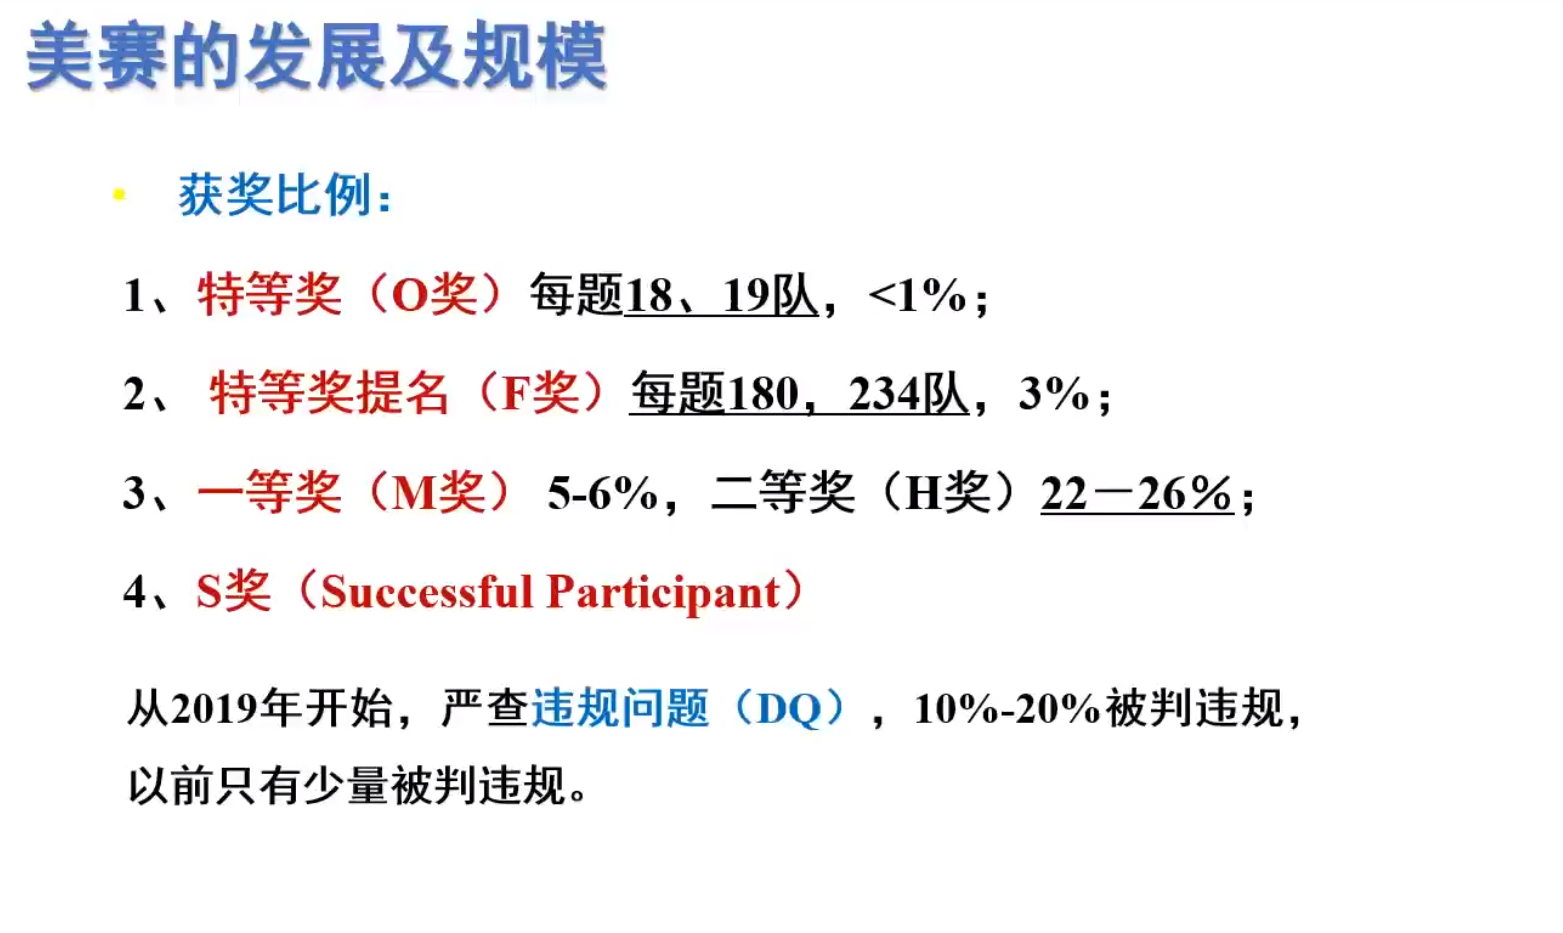 美赛的发展及规模
• 获奖比例：
1、特等奖（O奖）每题18、19队，<1%；
2、 特等奖提名（F奖）每题180，234队，3%；
3、一等奖（M奖） 5-6%，二等奖（H奖）22－26%；
4、S奖（Successful Participant）
从2019年开始，严查违规问题（DQ），10%-20%被判违规，
以前只有少量被判违规。